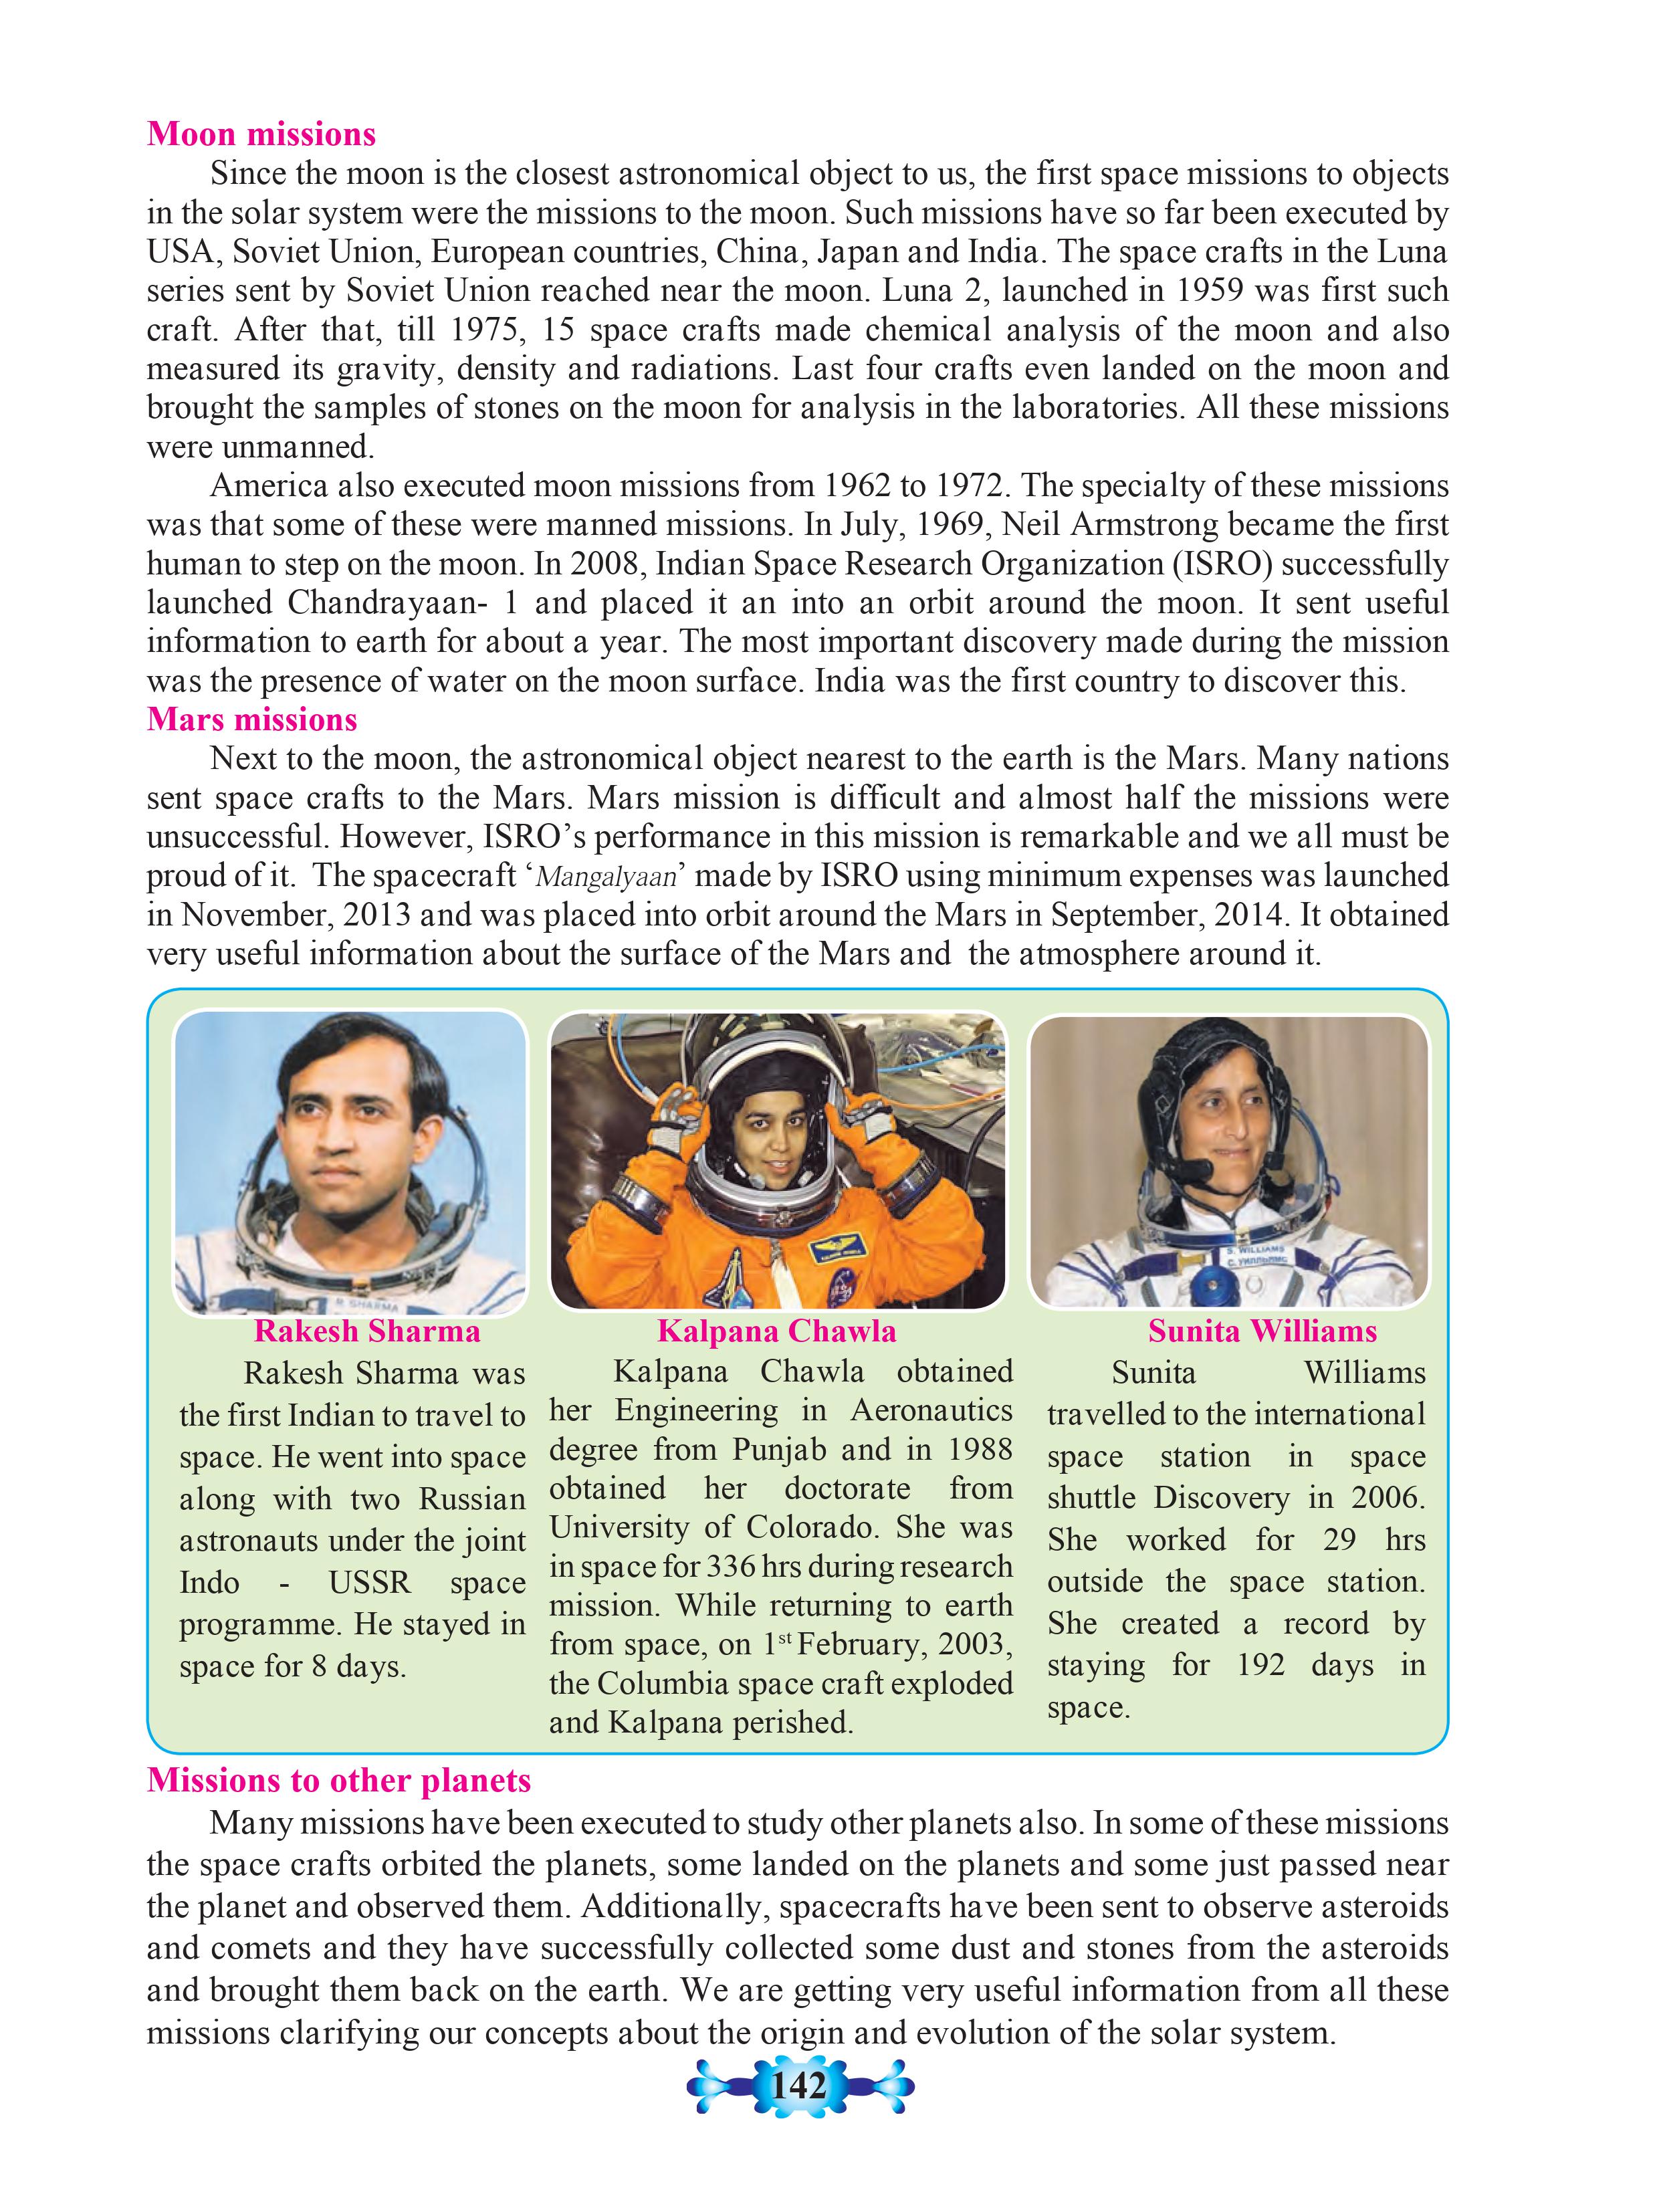 Moon missions
Since the moon is the closest astronomical object to us, the first space missions to objects
in the solar system were the missions to the moon. Such missions have so far been executed by
USA, Soviet Union, European countries, China, Japan and India. The space crafts in the Luna
series sent by Soviet Union reached near the moon. Luna 2, launched in 1959 was first such
craft. After that, till 1975, 15 space crafts made chemical analysis of the moon and also
measured its gravity, density and radiations. Last four crafts even landed on the moon and
brought the samples of stones on the moon for analysis in the laboratories. All these missions
were unmanned.
America also executed moon missions from 1962 to 1972. The specialty of these missions
was that some of these were manned missions. In July, 1969, Neil Armstrong became the first
human to step on the moon. In 2008, Indian Space Research Organization (ISRO) successfully
launched Chandrayaan- 1 and placed it an into an orbit around the moon. It sent useful
information to earth for about a year. The most important discovery made during the mission
was the presence of water on the moon surface. India was the first country to discover this.
Mars missions
Next to the moon, the astronomical object nearest to the earth is the Mars. Many nations
sent space crafts to the Mars. Mars mission is difficult and almost half the missions were
unsuccessful. However, ISRO’s performance in this mission is remarkable and we all must be
proud of it. The spacecraft ‘Mangalyaan’ made by ISRO using minimum expenses was launched
in November, 2013 and was placed into orbit around the Mars in September, 2014. It obtained
very useful information about the surface of the Mars and the atmosphere around it.
R. SHARMA
Rakesh Sharma
Rakesh Sharma was
the first Indian to travel to
space. He went into space
along with two Russian
astronauts under the joint
Indo - USSR space
programme. He stayed in
space for 8 days.
Kalpana Chawla
Kalpana Chawla obtained
her Engineering in Aeronautics
degree from Punjab and in 1988
obtained her doctorate from
University of Colorado. She was
in space for 336 hrs during research
mission. While returning to earth
from space, on 1st February, 2003,
the Columbia space craft exploded
and Kalpana perished.
S. WILLIAMS
С. УИЛЬЯМС
Sunita Williams
Sunita Williams
travelled to the international
space station in space
shuttle Discovery in 2006.
She worked for 29 hrs
outside the space station.
She created a record by
staying for 192 days in
space.
Missions to other planets
Many missions have been executed to study other planets also. In some of these missions
the space crafts orbited the planets, some landed on the planets and some just passed near
the planet and observed them. Additionally, spacecrafts have been sent to observe asteroids
and comets and they have successfully collected some dust and stones from the asteroids
and brought them back on the earth. We are getting very useful information from all these
missions clarifying our concepts about the origin and evolution of the solar system.
142